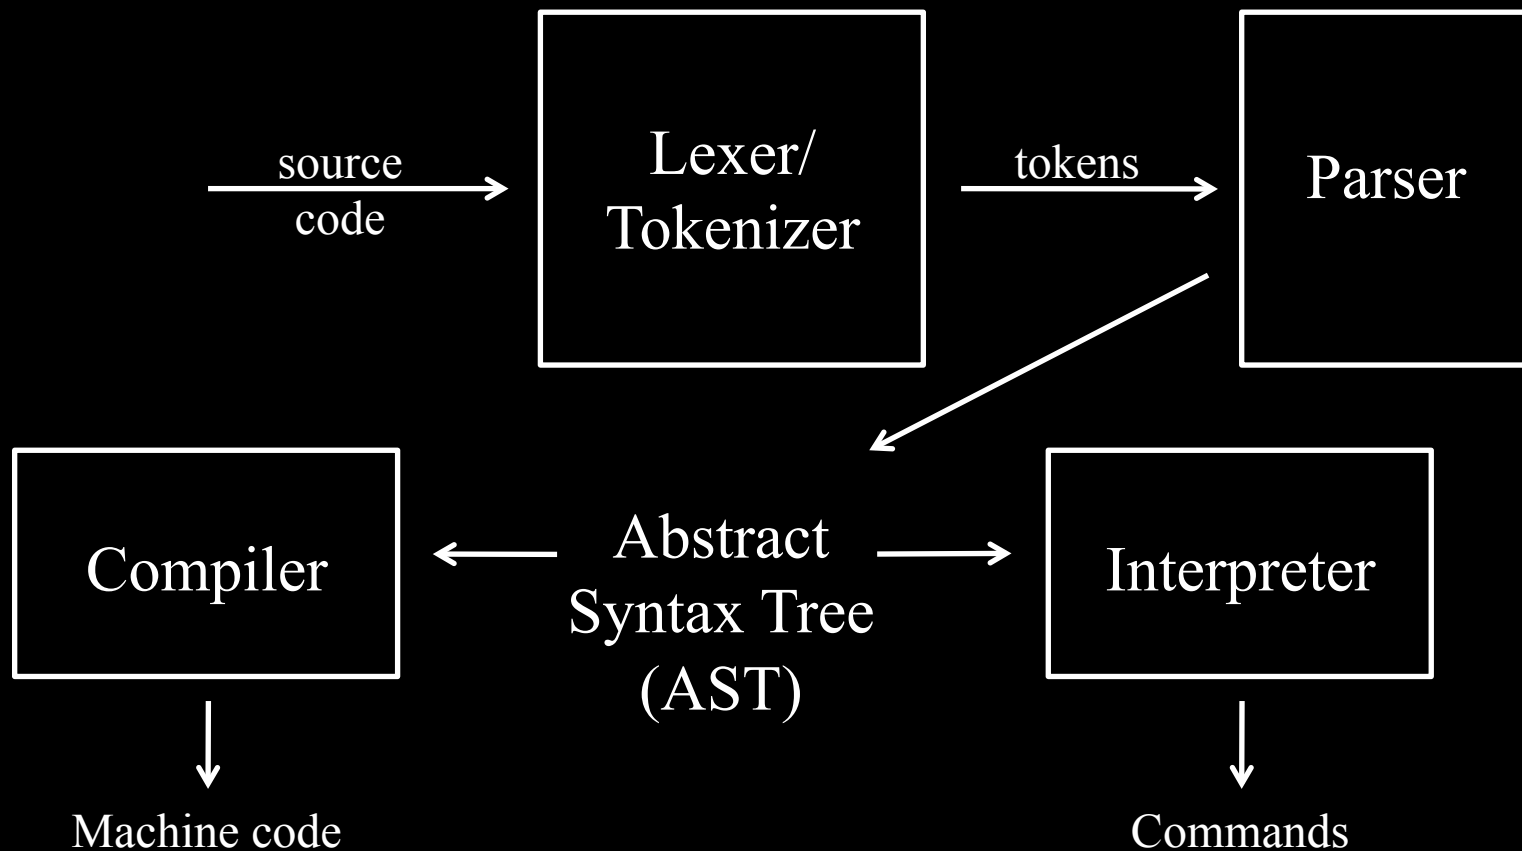 source
code
Lexer/
Tokenizer
tokens
Parser
Compiler
Abstract
Syntax Tree
(AST)
Interpreter
Machine code
Commands